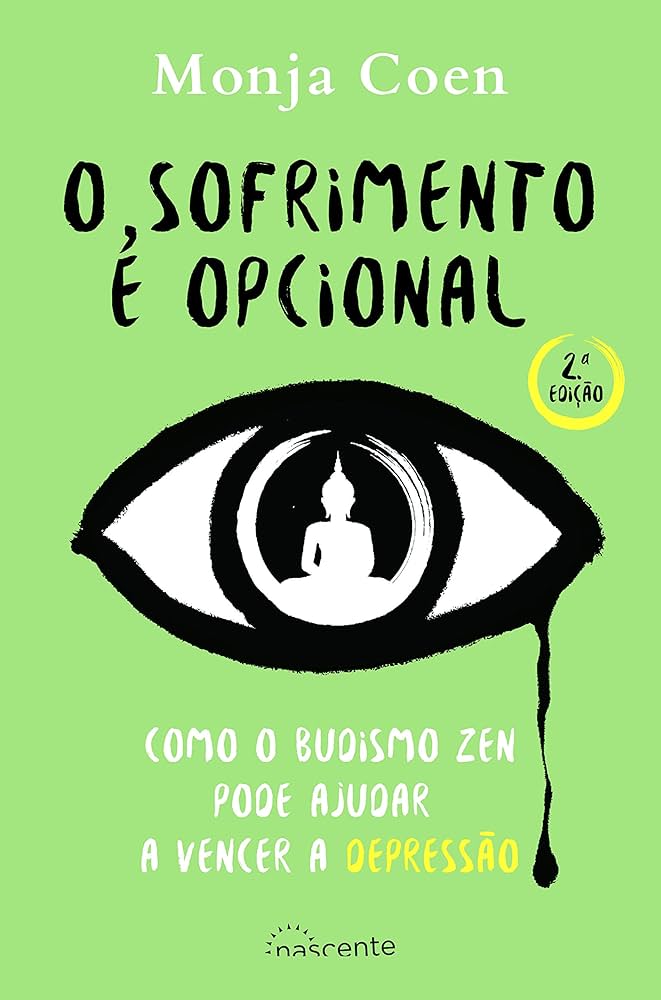 Monja Coen
O SOFRiMENTO
É OPCiONAL
2.ª
EDiÇÃO
COMO O BUDiSMO ZEN
PODE AJUDAR
A VENCER A DEPRESSÃO
nascente